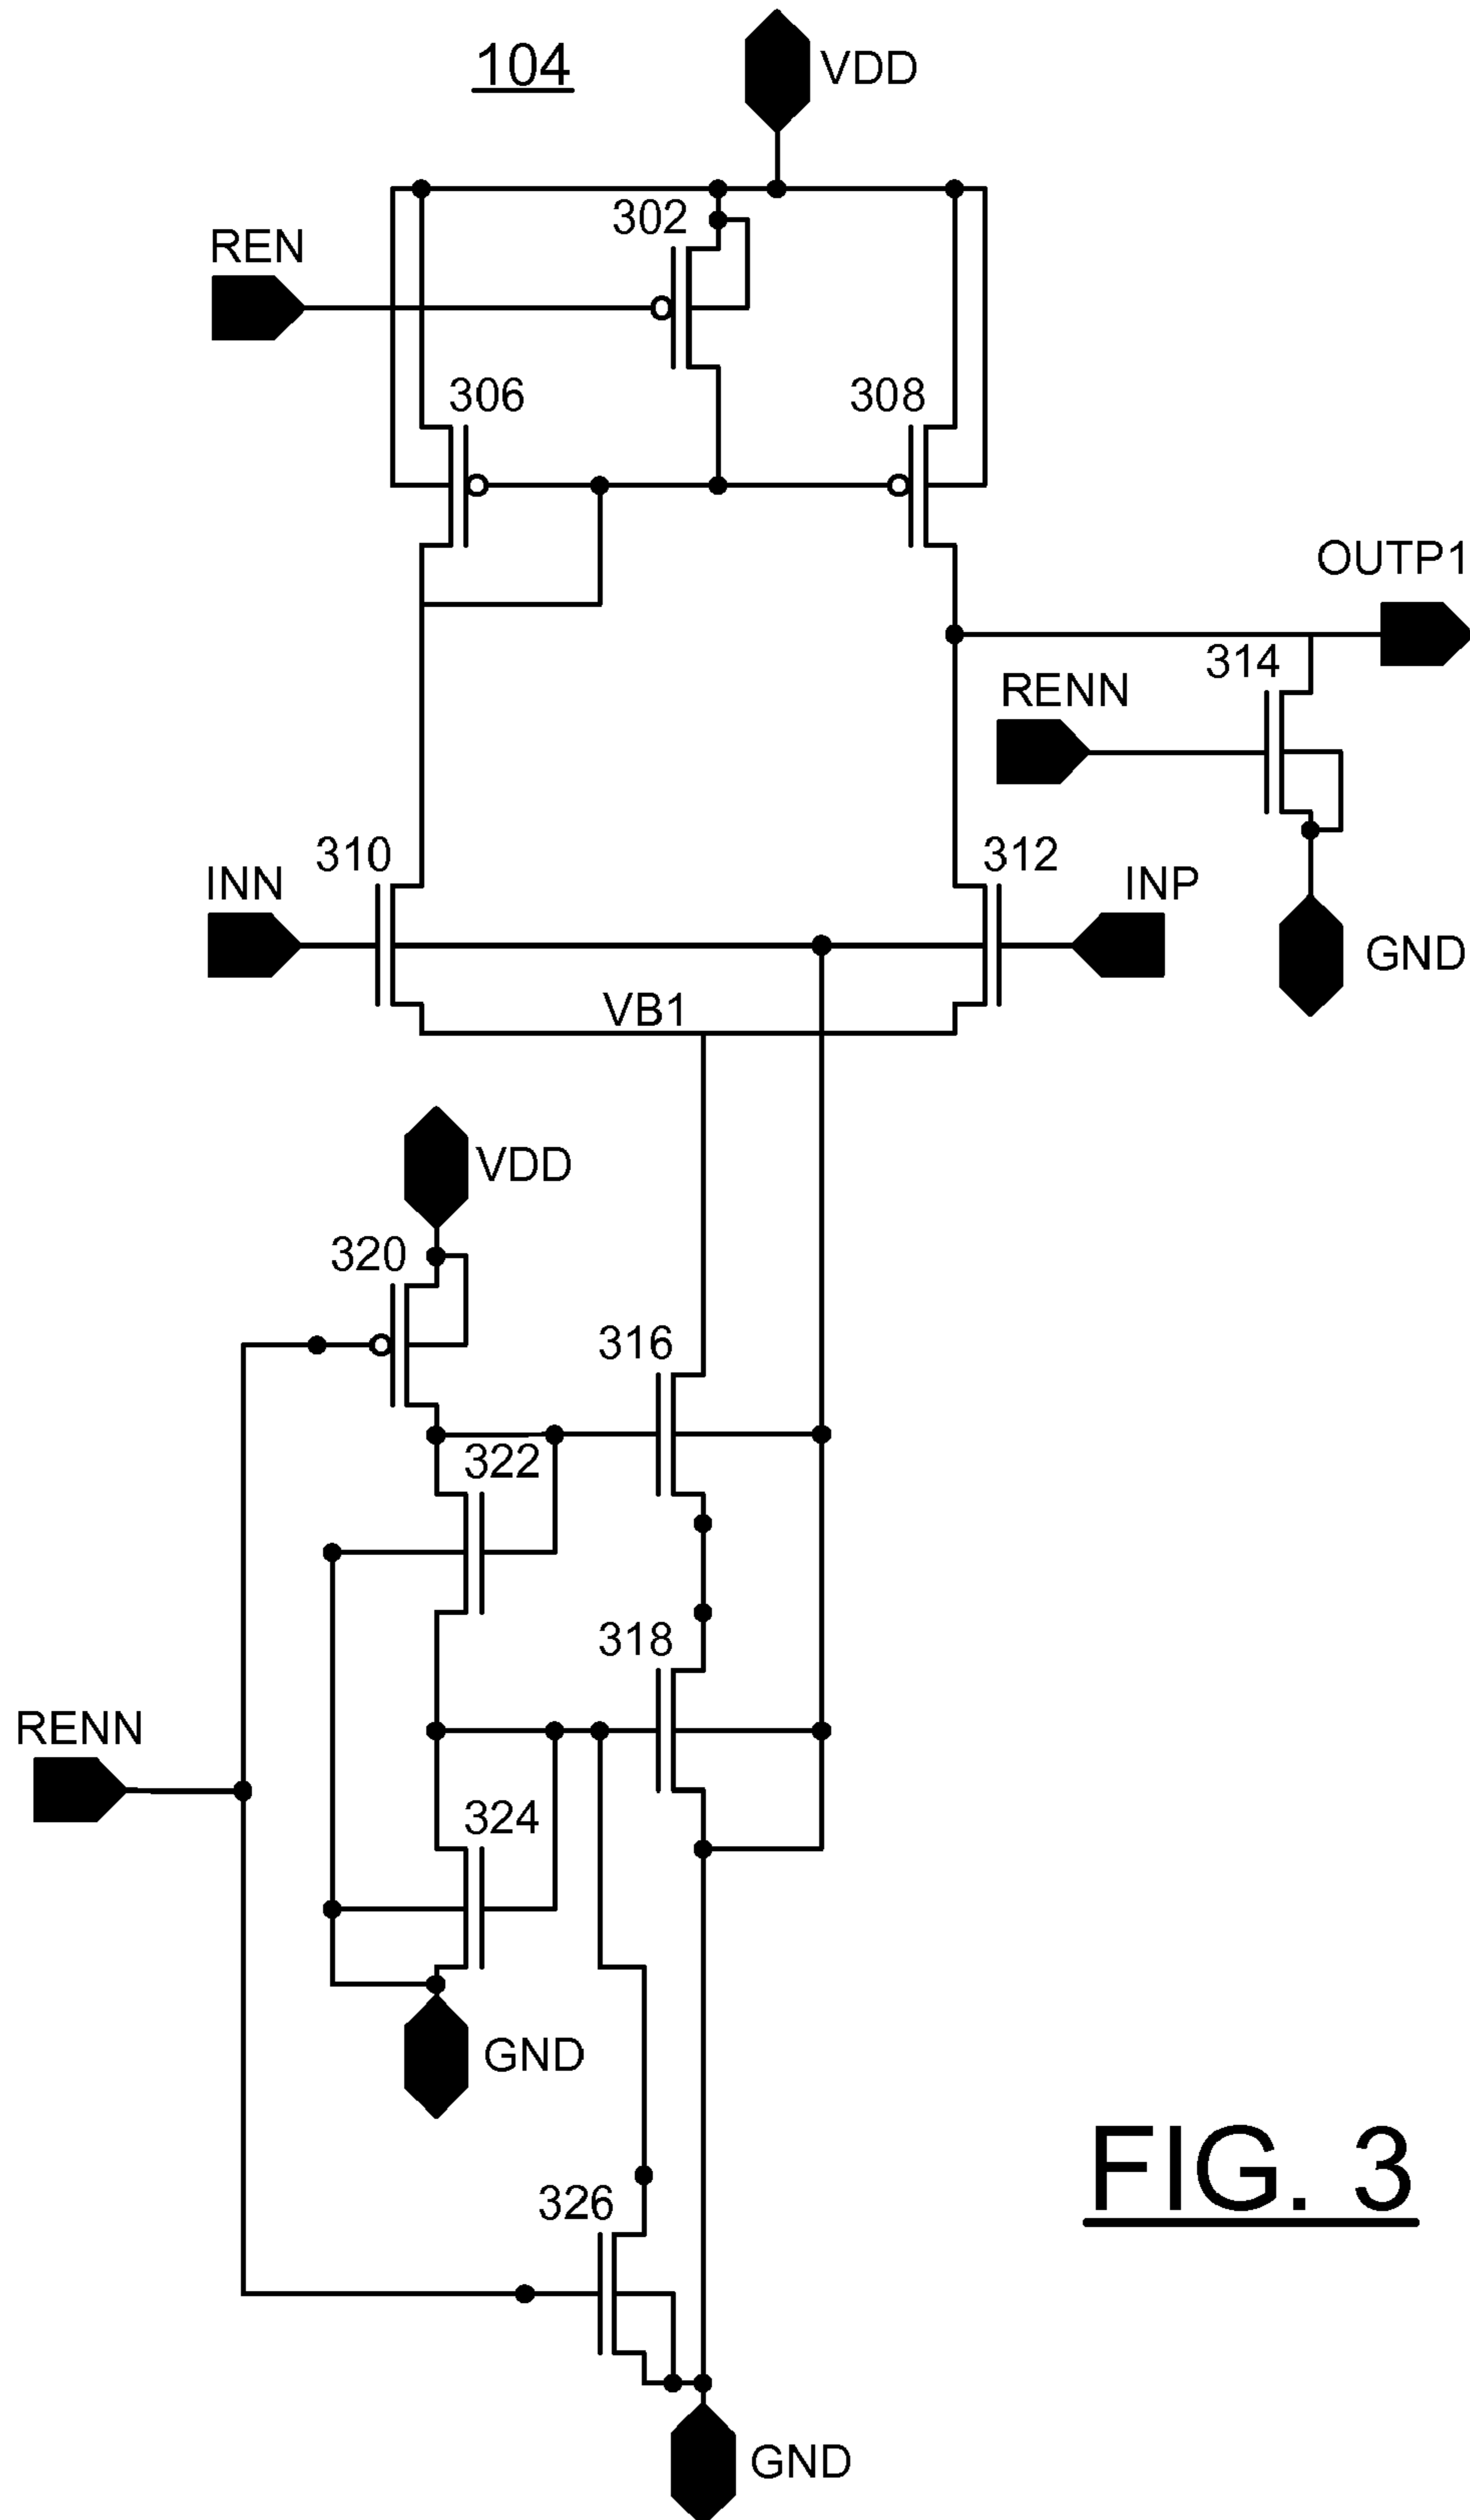 104
VDD
302
REN
306
308
OUTP1
314
RENN
310
312
INN
INP
GND
VB1
VDD
320
316
322
318
RENN
324
GND
326
FIG. 3
GND